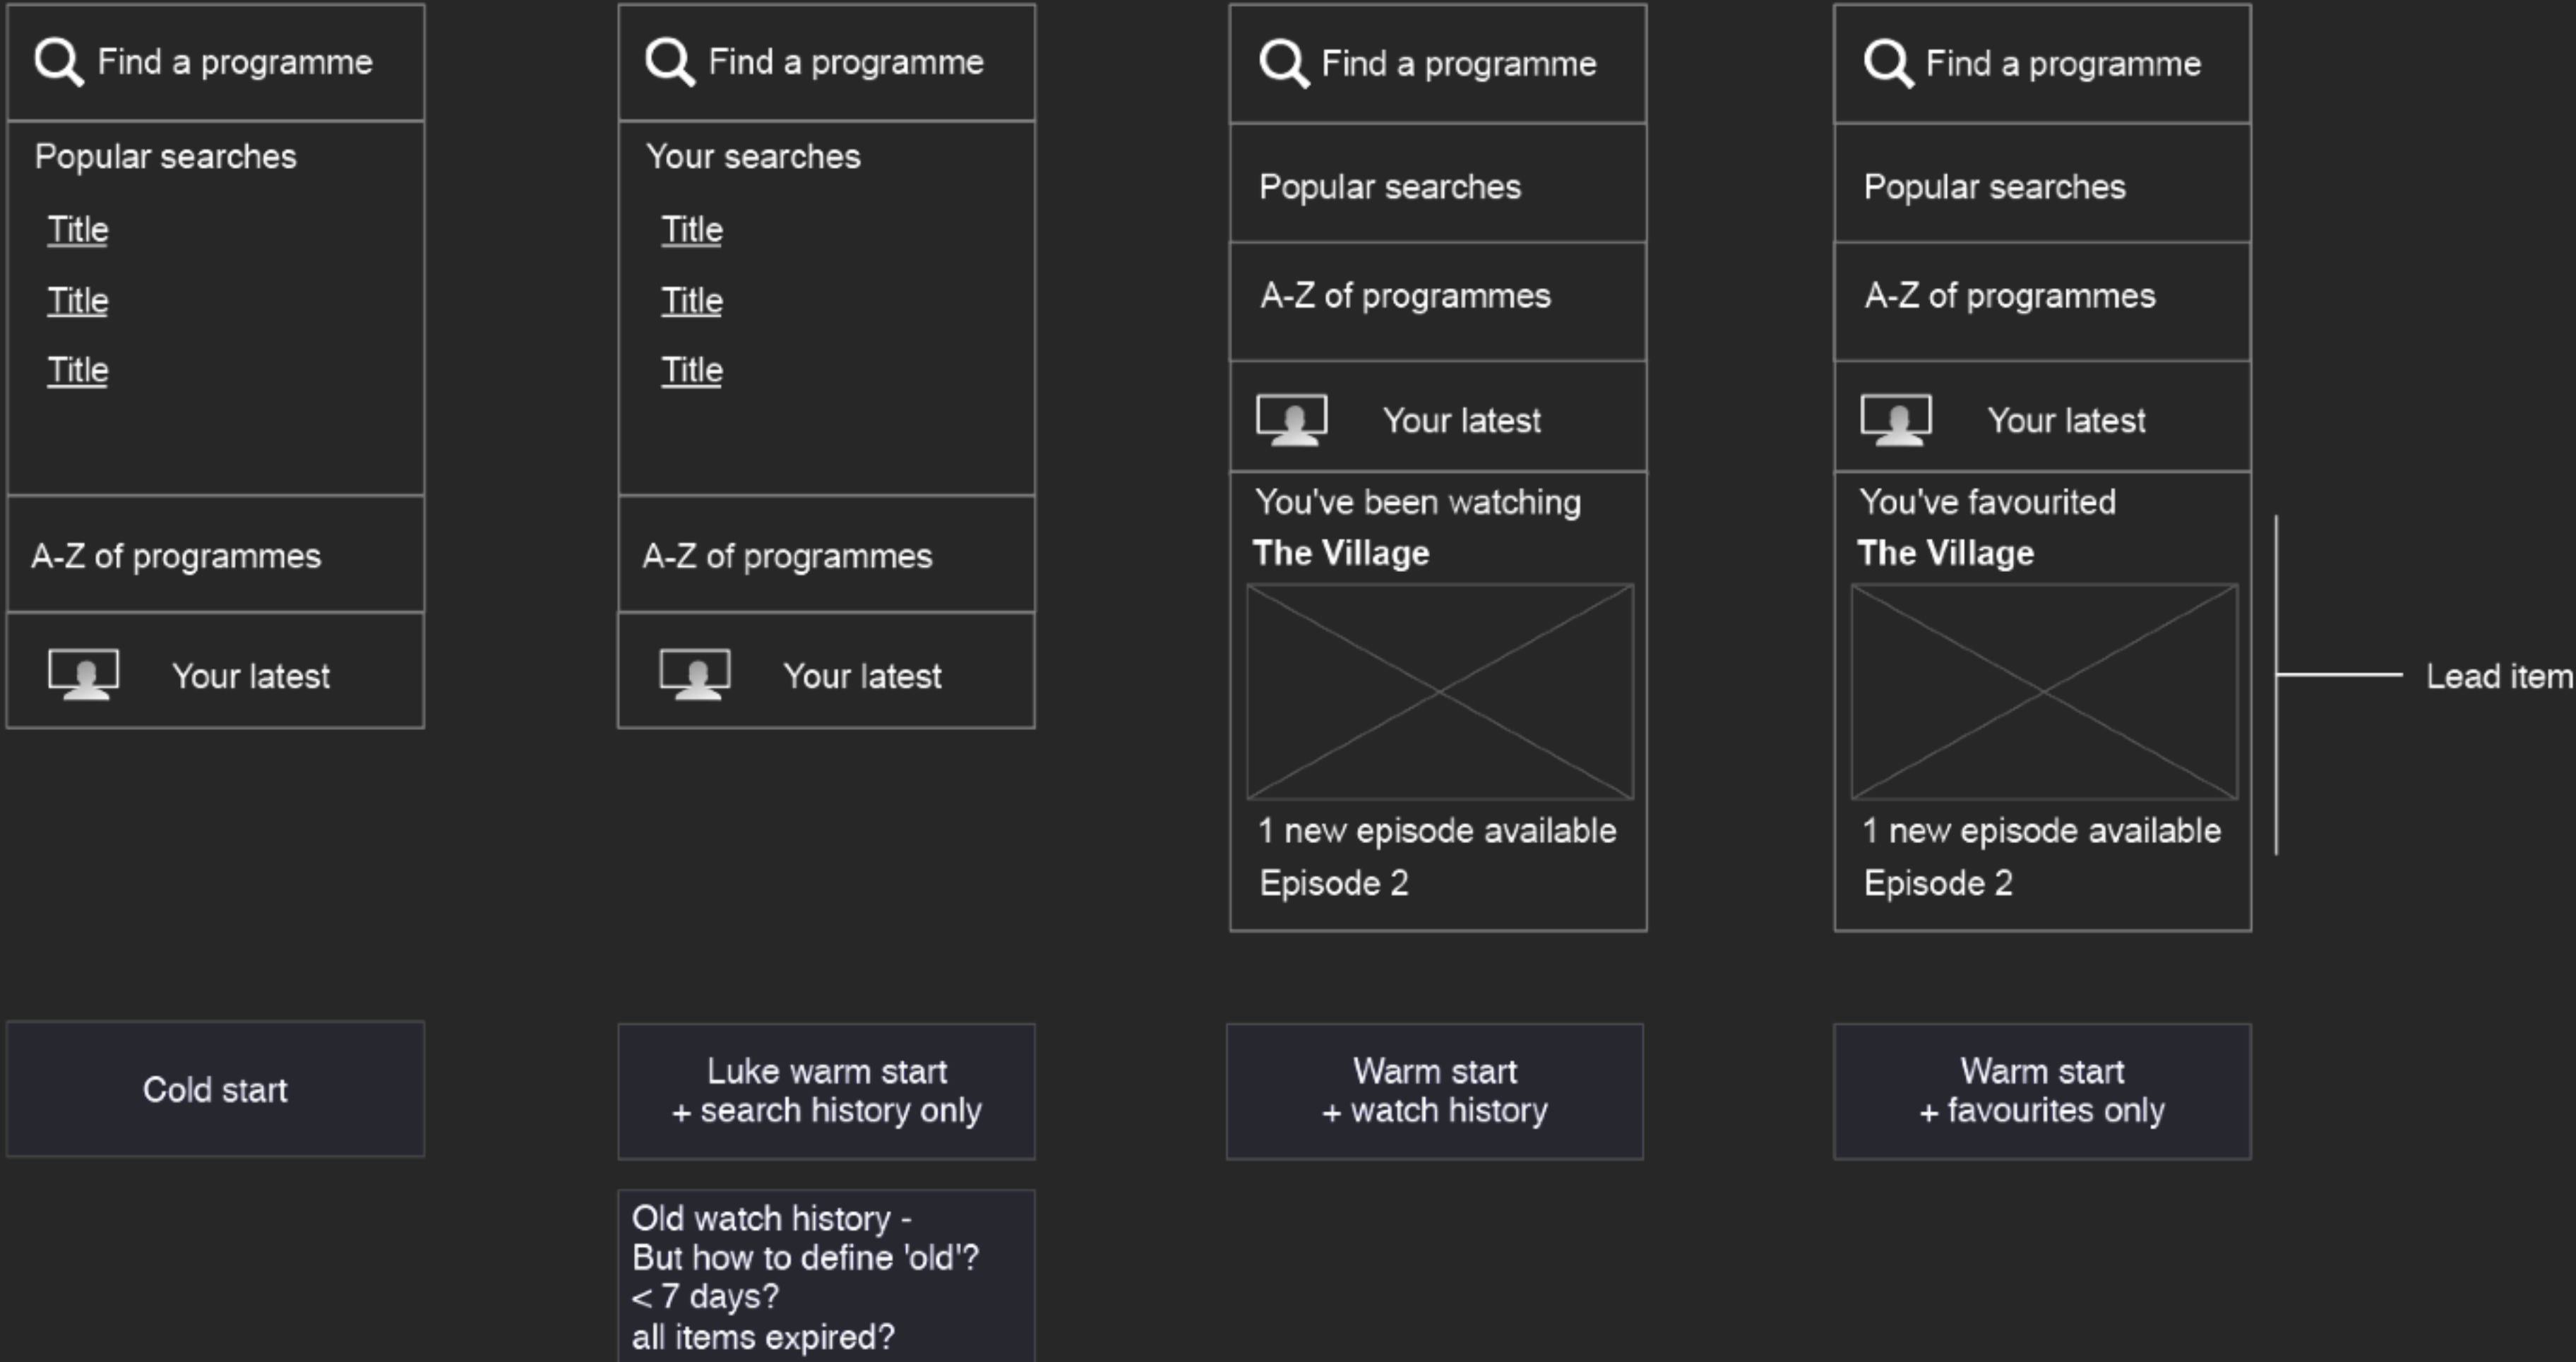 Find a programme
Popular searches
Title
Title
Title
A-Z of programmes
Your latest
Cold start
Find a programme
Your searches
Title
Title
Title
A-Z of programmes
Your latest
Luke warm start
+ search history only
Old watch history -
But how to define 'old'?
< 7 days?
all items expired?
Find a programme
Popular searches
A-Z of programmes
Your latest
You've been watching
The Village
1 new episode available
Episode 2
Warm start
+ watch history
Find a programme
Popular searches
A-Z of programmes
Your latest
You've favourited
The Village
1 new episode available
Episode 2
Lead item
Warm start
+ favourites only